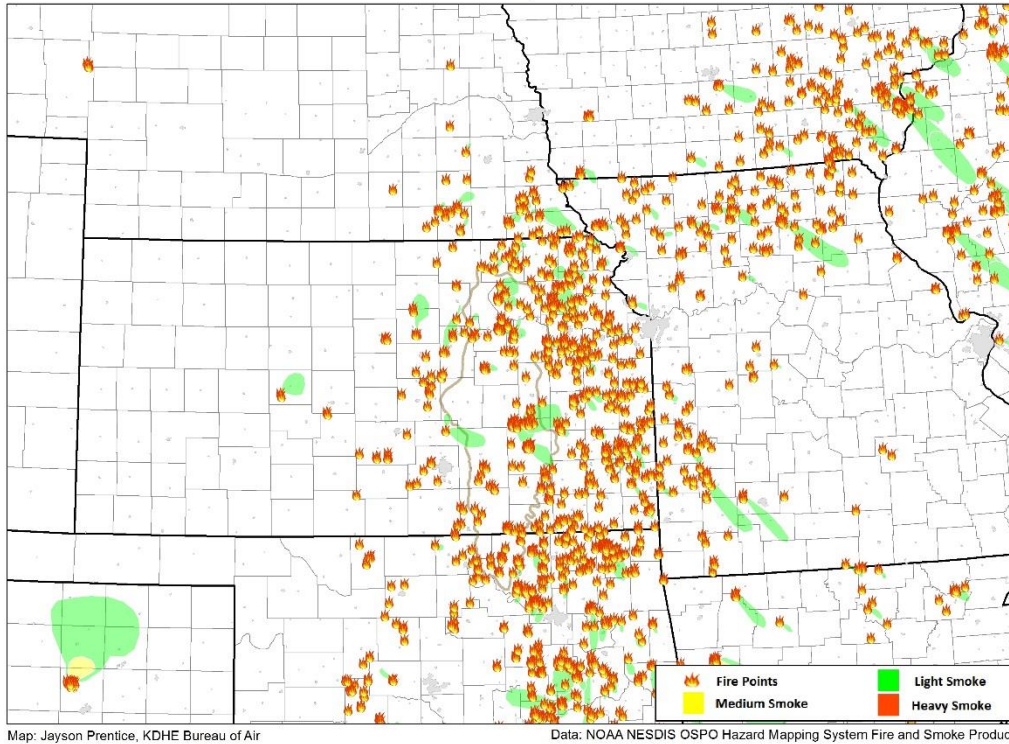 Fire Points
Light Smoke
Medium Smoke
Heavy Smoke
Map: Jayson Prentice, KDHE Bureau of Air
Data: NOAA NESDIS OSPO Hazard Mapping System Fire and Smoke Produc